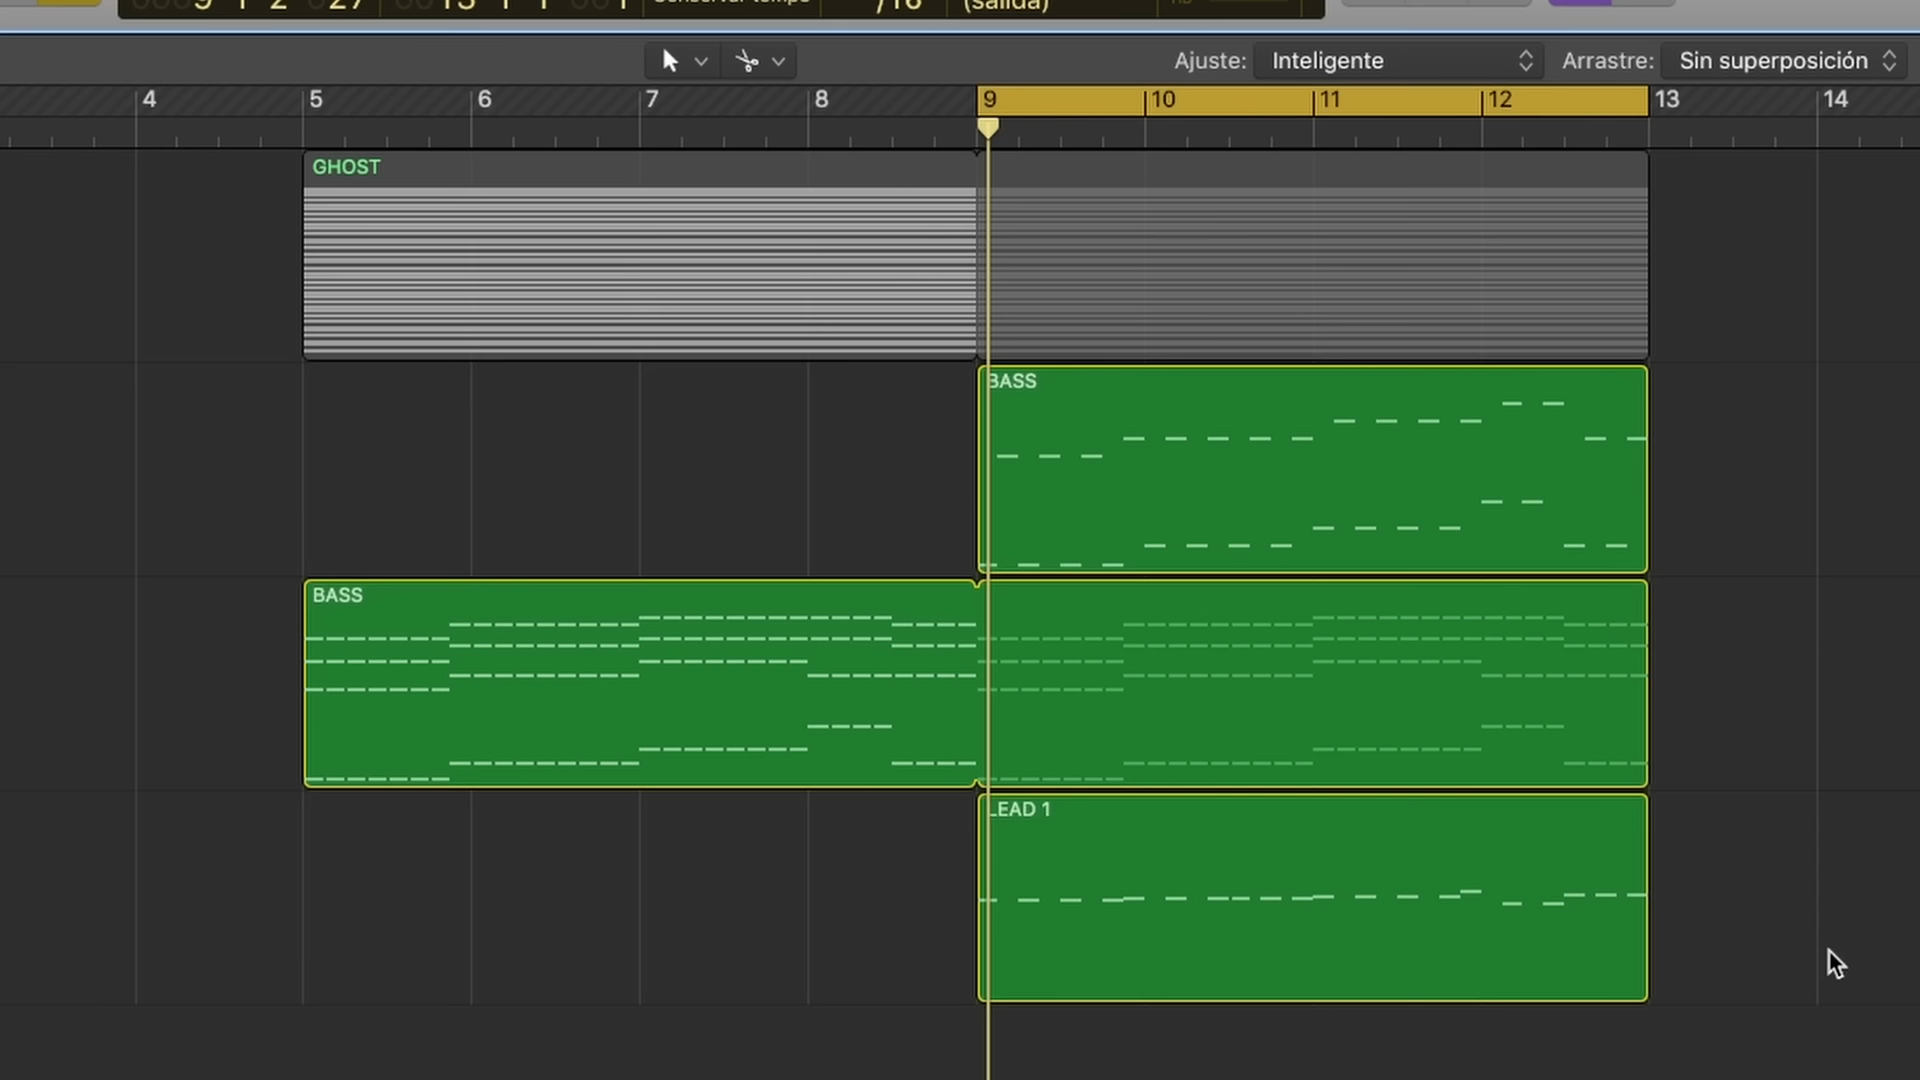 Ajuste: Inteligente Arrastre: Sin superposición
4 5 6 7 8 9 10 11 12 13 14
GHOST
BASS
BASS
LEAD 1